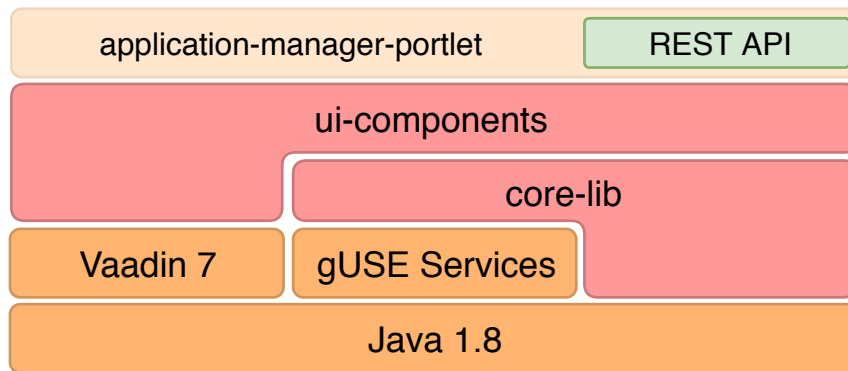 application-manager-portlet
REST API
ui-components
core-lib
Vaadin 7
gUSE Services
Java 1.8